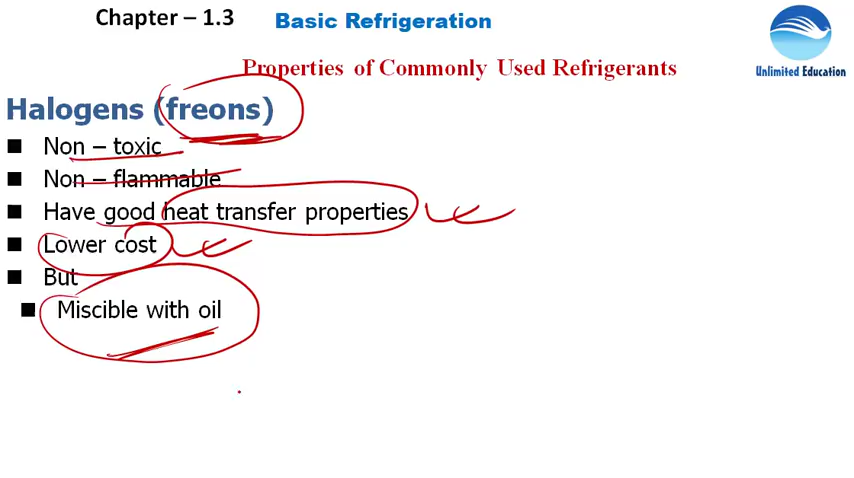 Chapter – 1.3
Basic Refrigeration
Unlimited Education
Properties of Commonly Used Refrigerants
Halogens (freons)
■ Non – toxic
■ Non – flammable
■ Have good heat transfer properties
■ Lower cost
■ But
■ Miscible with oil